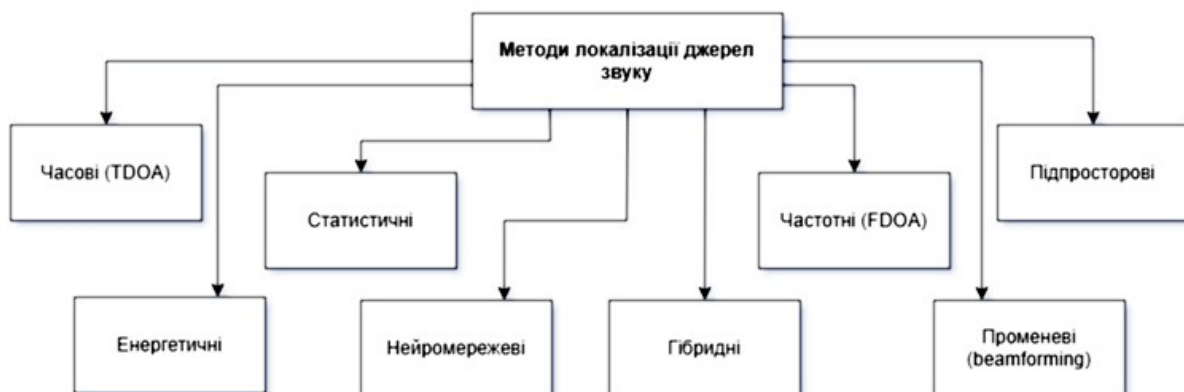 Методи локалізації джерел
звуку
Часові (TDOA)
Статистичні
Частотні (FDOA)
Підпросторові
Енергетичні
Нейромережеві
Гібридні
Променеві
(beamforming)